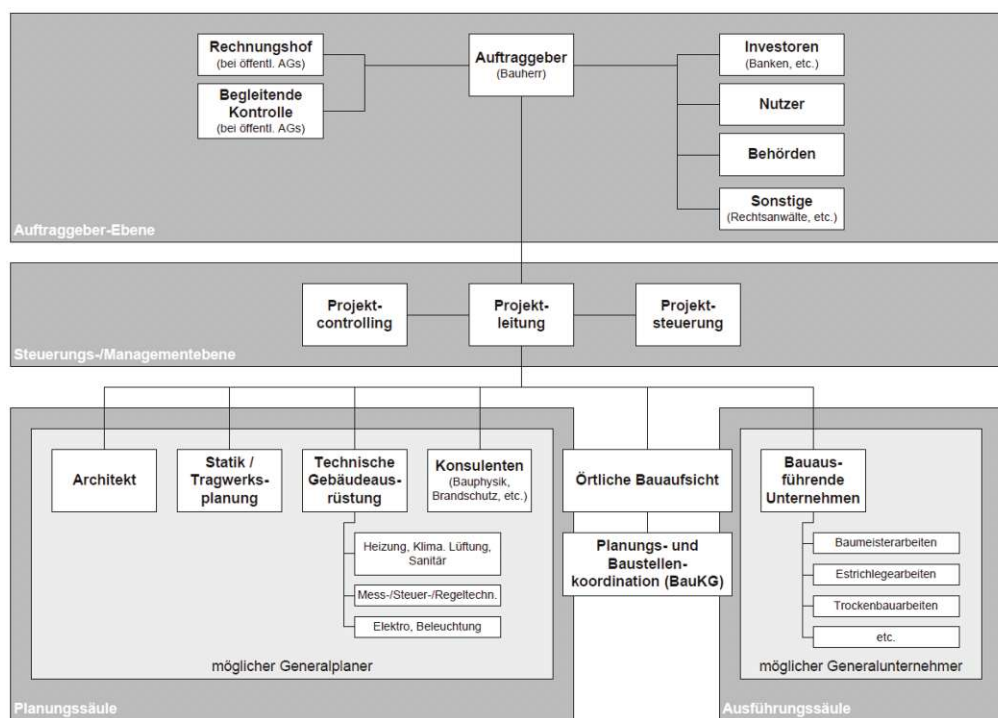 Rechnungshof
(bei öffentl. AGs)
Begleitende
Kontrolle
(bei öffentl. AGs)
Auftraggeber
(Bauherr)
Investoren
(Banken, etc.)
Nutzer
Behörden
Sonstige
(Rechtsanwälte, etc.)
Auftraggeber-Ebene
Projekt-
controlling
Projekt-
leitung
Projekt-
steuerung
Steuerungs-/Managementebene
Architekt
Statik /
Tragwerks-
planung
Technische
Gebäudeaus-
rüstung
Konsulenten
(Bauphysik,
Brandschutz, etc.)
Örtliche Bauaufsicht
Bauaus-
führende
Unternehmen
Heizung, Klima. Lüftung,
Sanitär
Mess-/Steuer-/Regeltechn.
Elektro, Beleuchtung
Planungs- und
Baustellen-
koordination (BauKG)
Baumeisterarbeiten
Estrichlegearbeiten
Trockenbauarbeiten
etc.
möglicher Generalplaner
möglicher Generalunternehmer
Planungssäule
Ausführungssäule